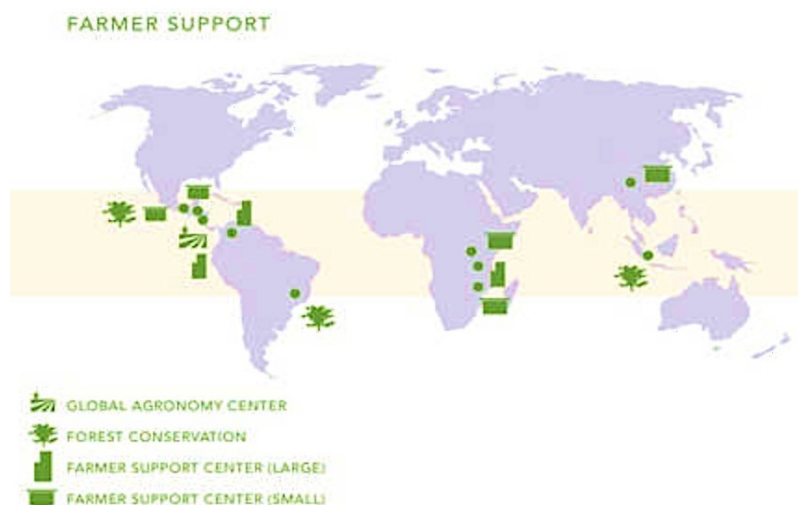 FARMER SUPPORT
GLOBAL AGRONOMY CENTER
FOREST CONSERVATION
FARMER SUPPORT CENTER (LARGE)
FARMER SUPPORT CENTER (SMALL)